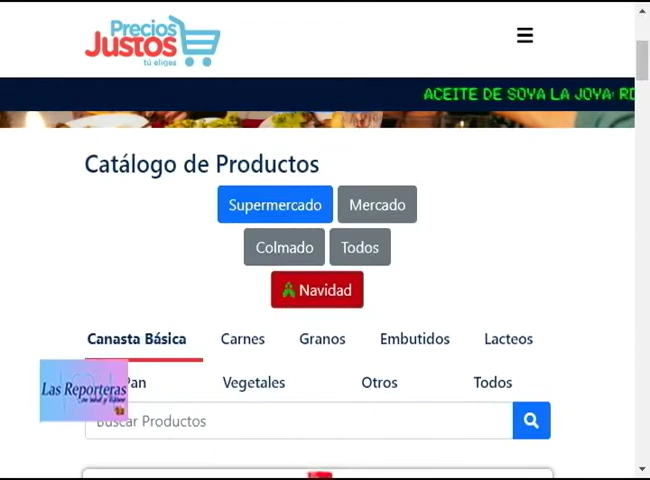 Precios
Justos
tú eliges
ACEITE DE SOYA LA JOYA: RD
Catálogo de Productos
Supermercado Mercado
Colmado Todos
Navidad
Canasta Básica Carnes Granos Embutidos Lacteos
Pan Vegetales Otros Todos
Las Reporteras
Buscar Productos